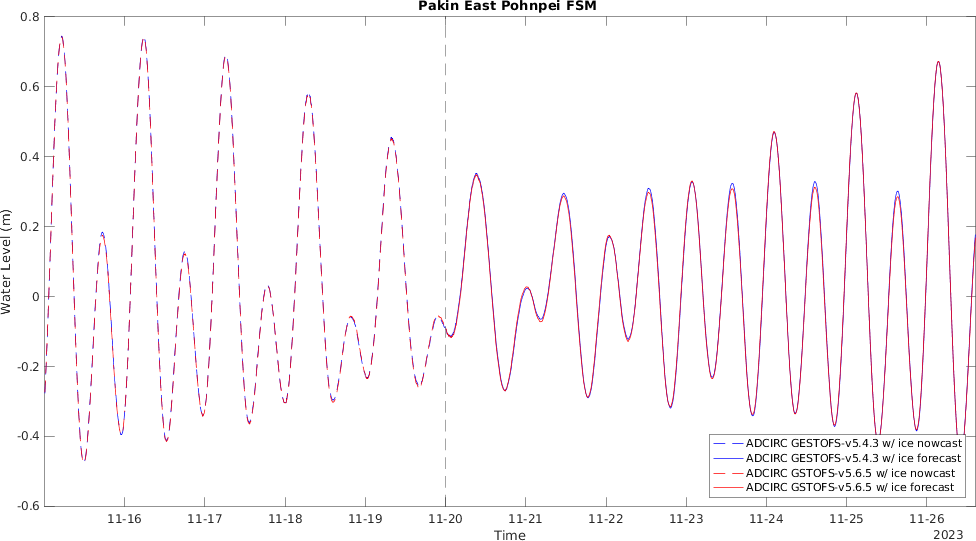 Pakin East Pohnpei FSM
Water Level (m)
0.8
0.6
0.4
0.2
0
-0.2
-0.4
-0.6
ADCIRC GESTOFS-v5.4.3 w/ ice nowcast
ADCIRC GESTOFS-v5.4.3 w/ ice forecast
ADCIRC GSTOFS-v5.6.5 w/ ice nowcast
ADCIRC GSTOFS-v5.6.5 w/ ice forecast
11-16 11-17 11-18 11-19 11-20 11-21 11-22 11-23 11-24 11-25 11-26
Time
2023